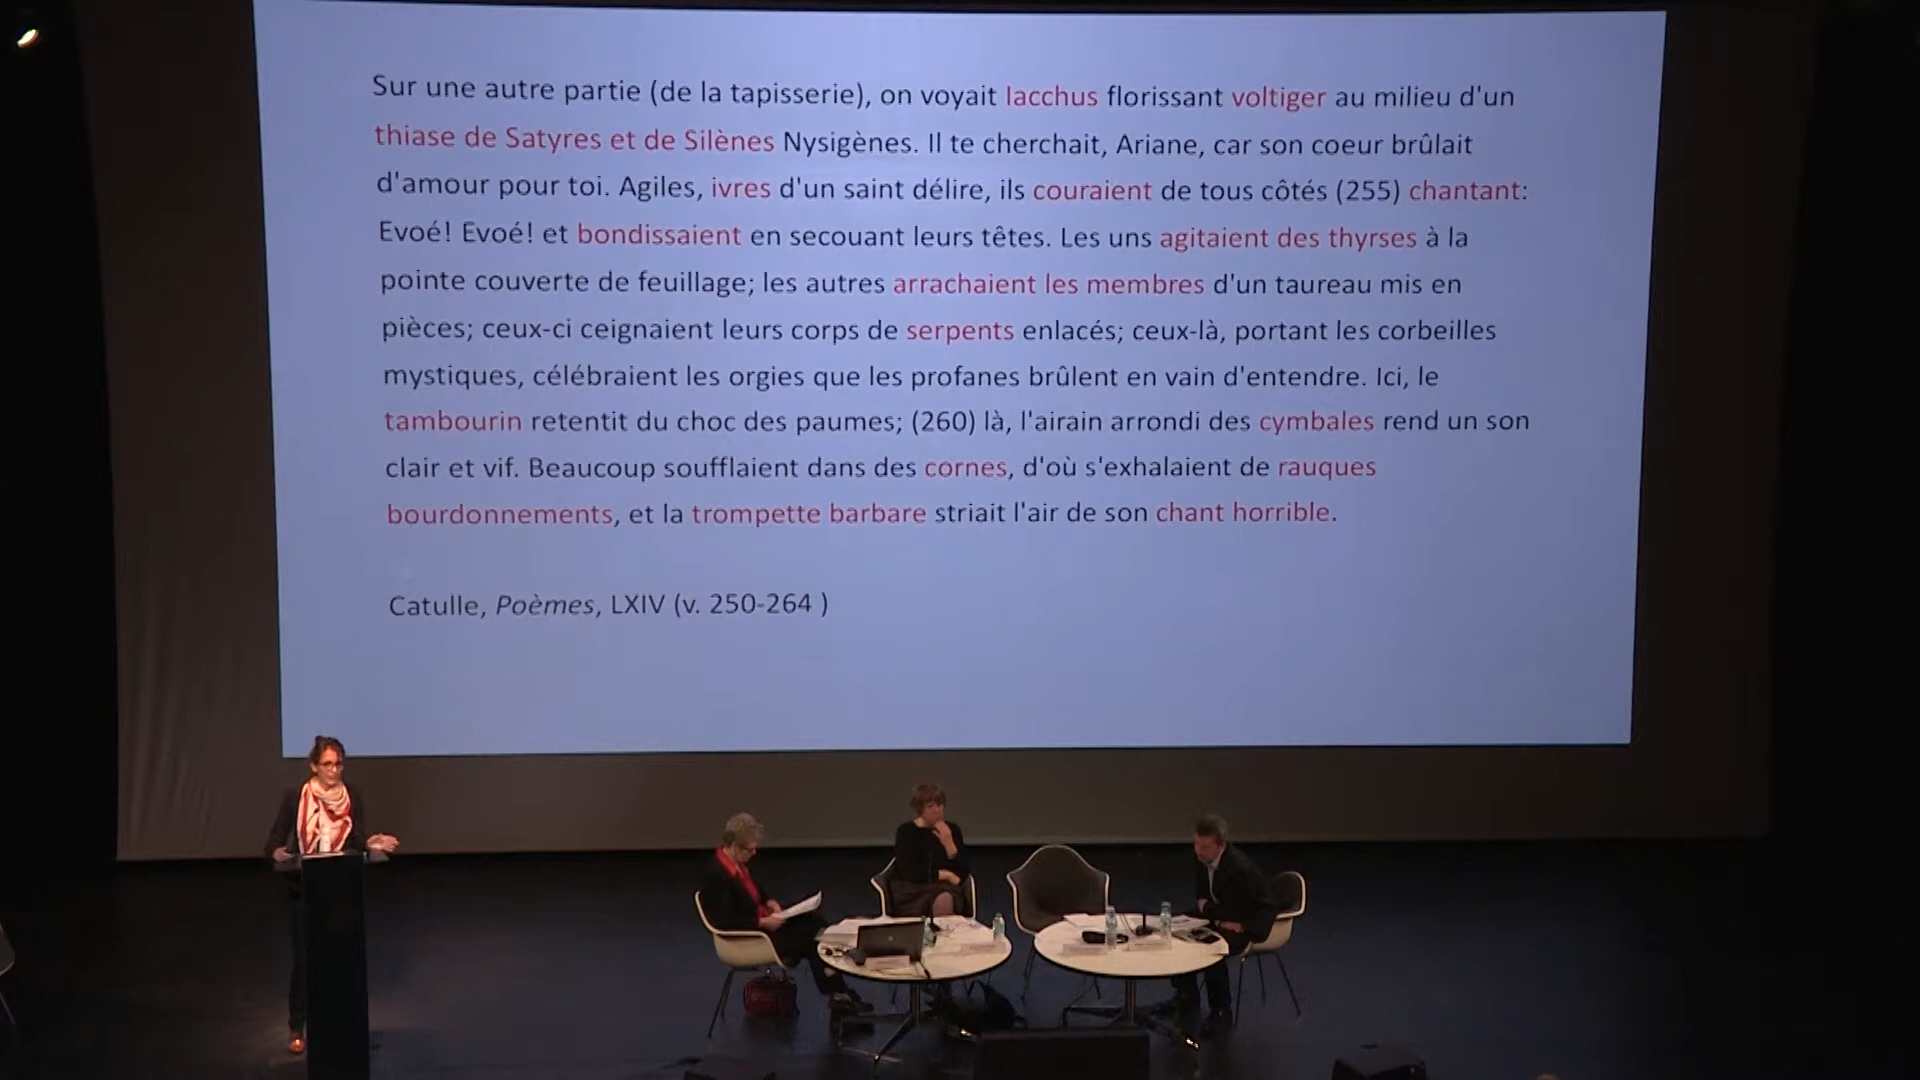 Sur une autre partie (de la tapisserie), on voyait Iacchus florissant voltiger au milieu d'un
thiase de Satyres et de Silènes Nysigènes. Il te cherchait, Ariane, car son coeur brûlait
d'amour pour toi. Agiles, ivres d'un saint délire, ils couraient de tous côtés (255) chantant:
Evoé! Evoé! et bondissaient en secouant leurs têtes. Les uns agitaient des thyrses à la
pointe couverte de feuillage; les autres arrachaient les membres d'un taureau mis en
pièces; ceux-ci ceignaient leurs corps de serpents enlacés; ceux-là, portant les corbeilles
mystiques, célébraient les orgies que les profanes brûlent en vain d'entendre. Ici, le
tambourin retentit du choc des paumes; (260) là, l'airain arrondi des cymbales rend un son
clair et vif. Beaucoup soufflaient dans des cornes, d'où s'exhalaient de rauques
bourdonnements, et la trompette barbare striait l'air de son chant horrible.
Catulle, Poèmes, LXIV (v. 250-264 )